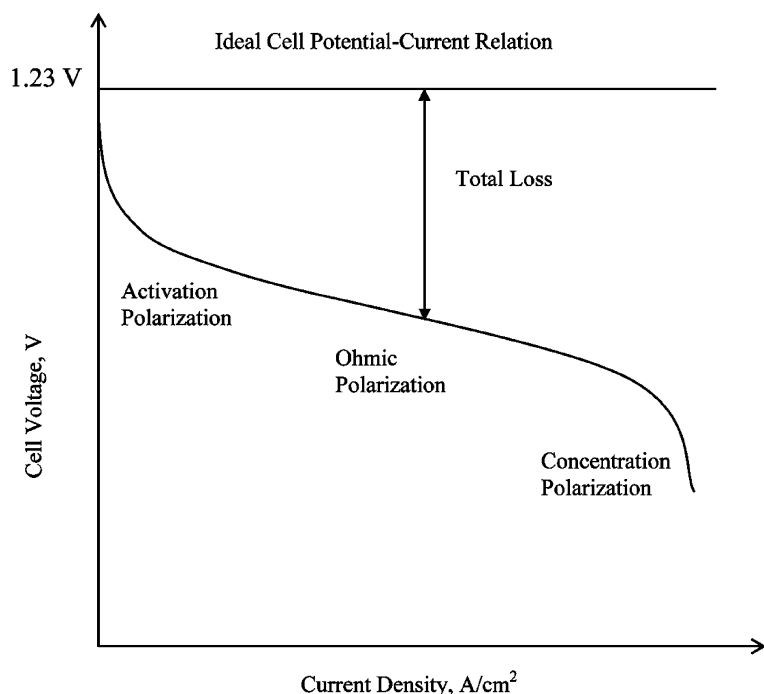 Ideal Cell Potential-Current Relation
1.23 V
Total Loss
Activation
Polarization
Ohmic
Polarization
Cell Voltage, V
Concentration
Polarization
Current Density, A/cm²